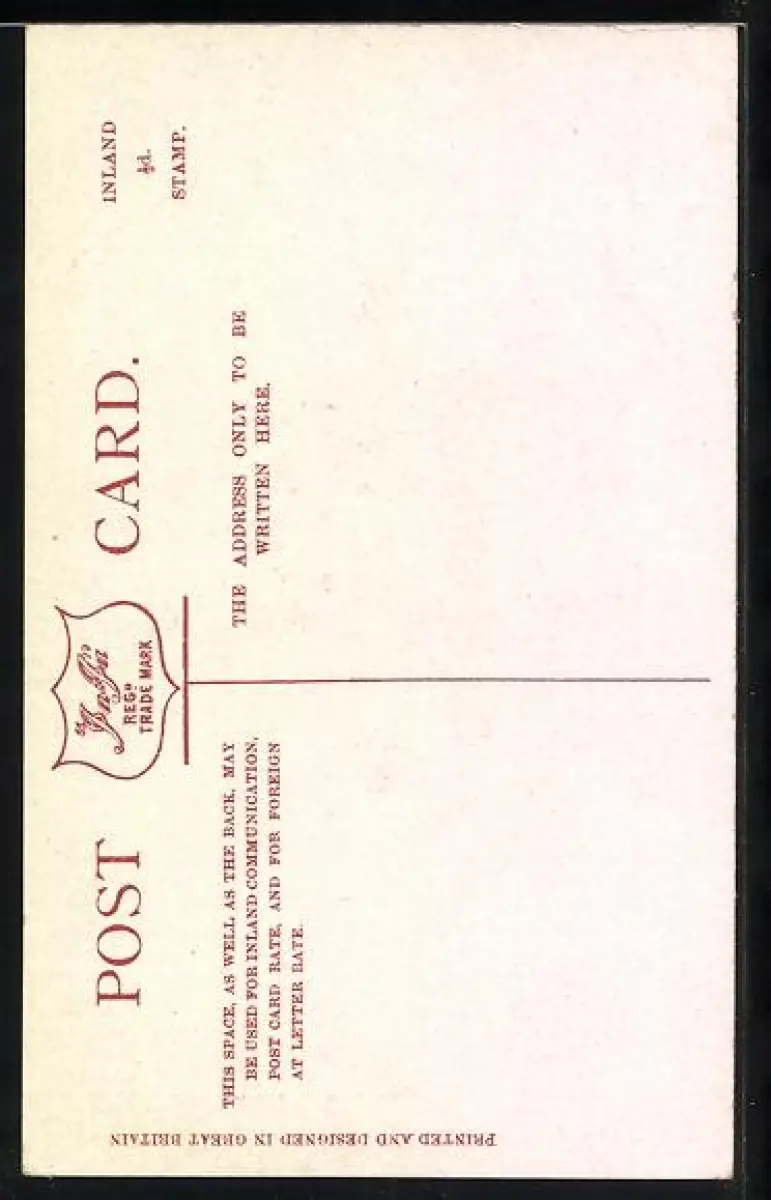 POST CARD.
REGD
TRADE MARK
INLAND
½d.
STAMP.
THIS SPACE, AS WELL AS THE BACK, MAY
BE USED FOR INLAND COMMUNICATION,
POST CARD RATE, AND FOR FOREIGN
AT LETTER RATE.
THE ADDRESS ONLY TO BE
WRITTEN HERE.
PRINTED AND DESIGNED IN GREAT BRITAIN